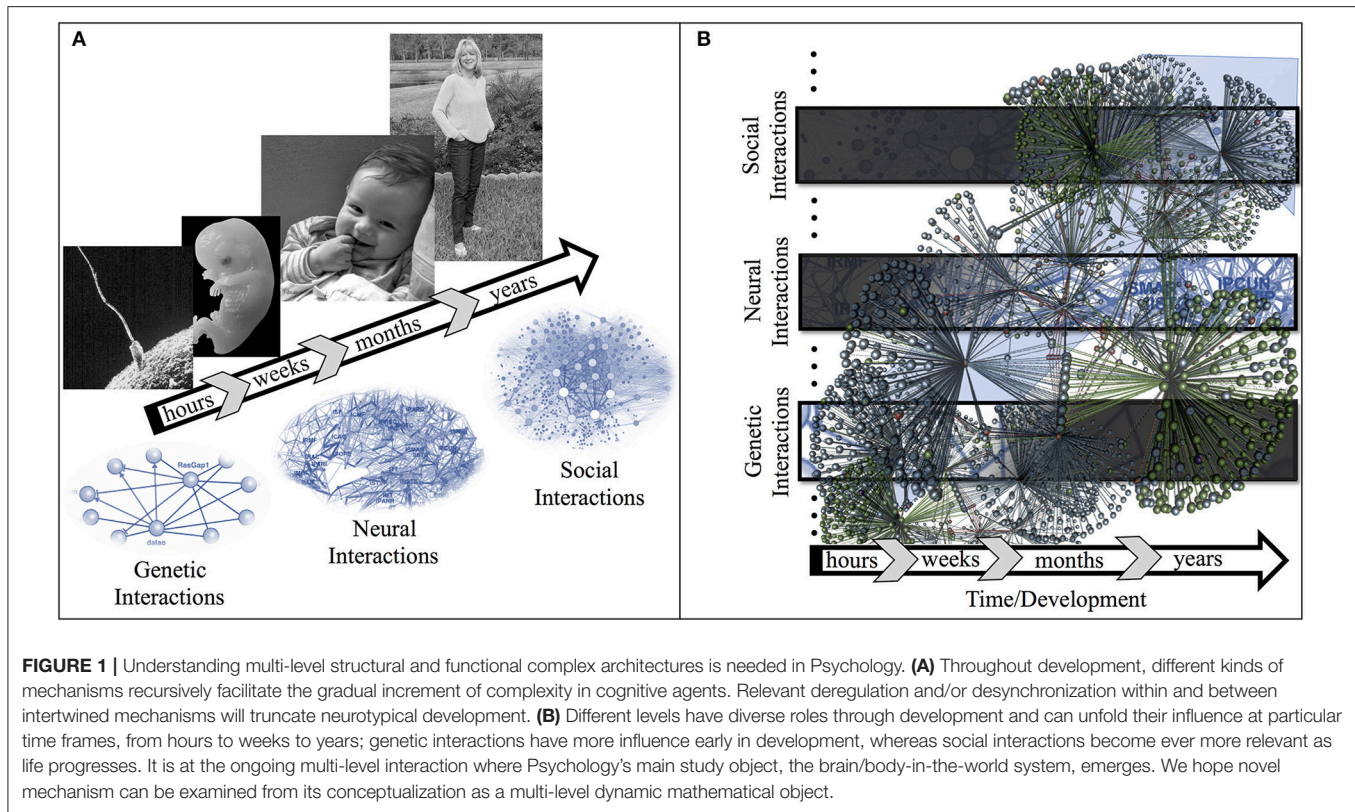 A
hours
weeks
months
years
RasGap1
dafao
Genetic
Interactions
Neural
Interactions
Social
Interactions
B
Social
Interactions
Neural
Interactions
Genetic
Interactions
hours
weeks
months
years
Time/Development
FIGURE 1 | Understanding multi-level structural and functional complex architectures is needed in Psychology. (A) Throughout development, different kinds of
mechanisms recursively facilitate the gradual increment of complexity in cognitive agents. Relevant deregulation and/or desynchronization within and between
intertwined mechanisms will truncate neurotypical development. (B) Different levels have diverse roles through development and can unfold their influence at particular
time frames, from hours to weeks to years; genetic interactions have more influence early in development, whereas social interactions become ever more relevant as
life progresses. It is at the ongoing multi-level interaction where Psychology's main study object, the brain/body-in-the-world system, emerges. We hope novel
mechanism can be examined from its conceptualization as a multi-level dynamic mathematical object.